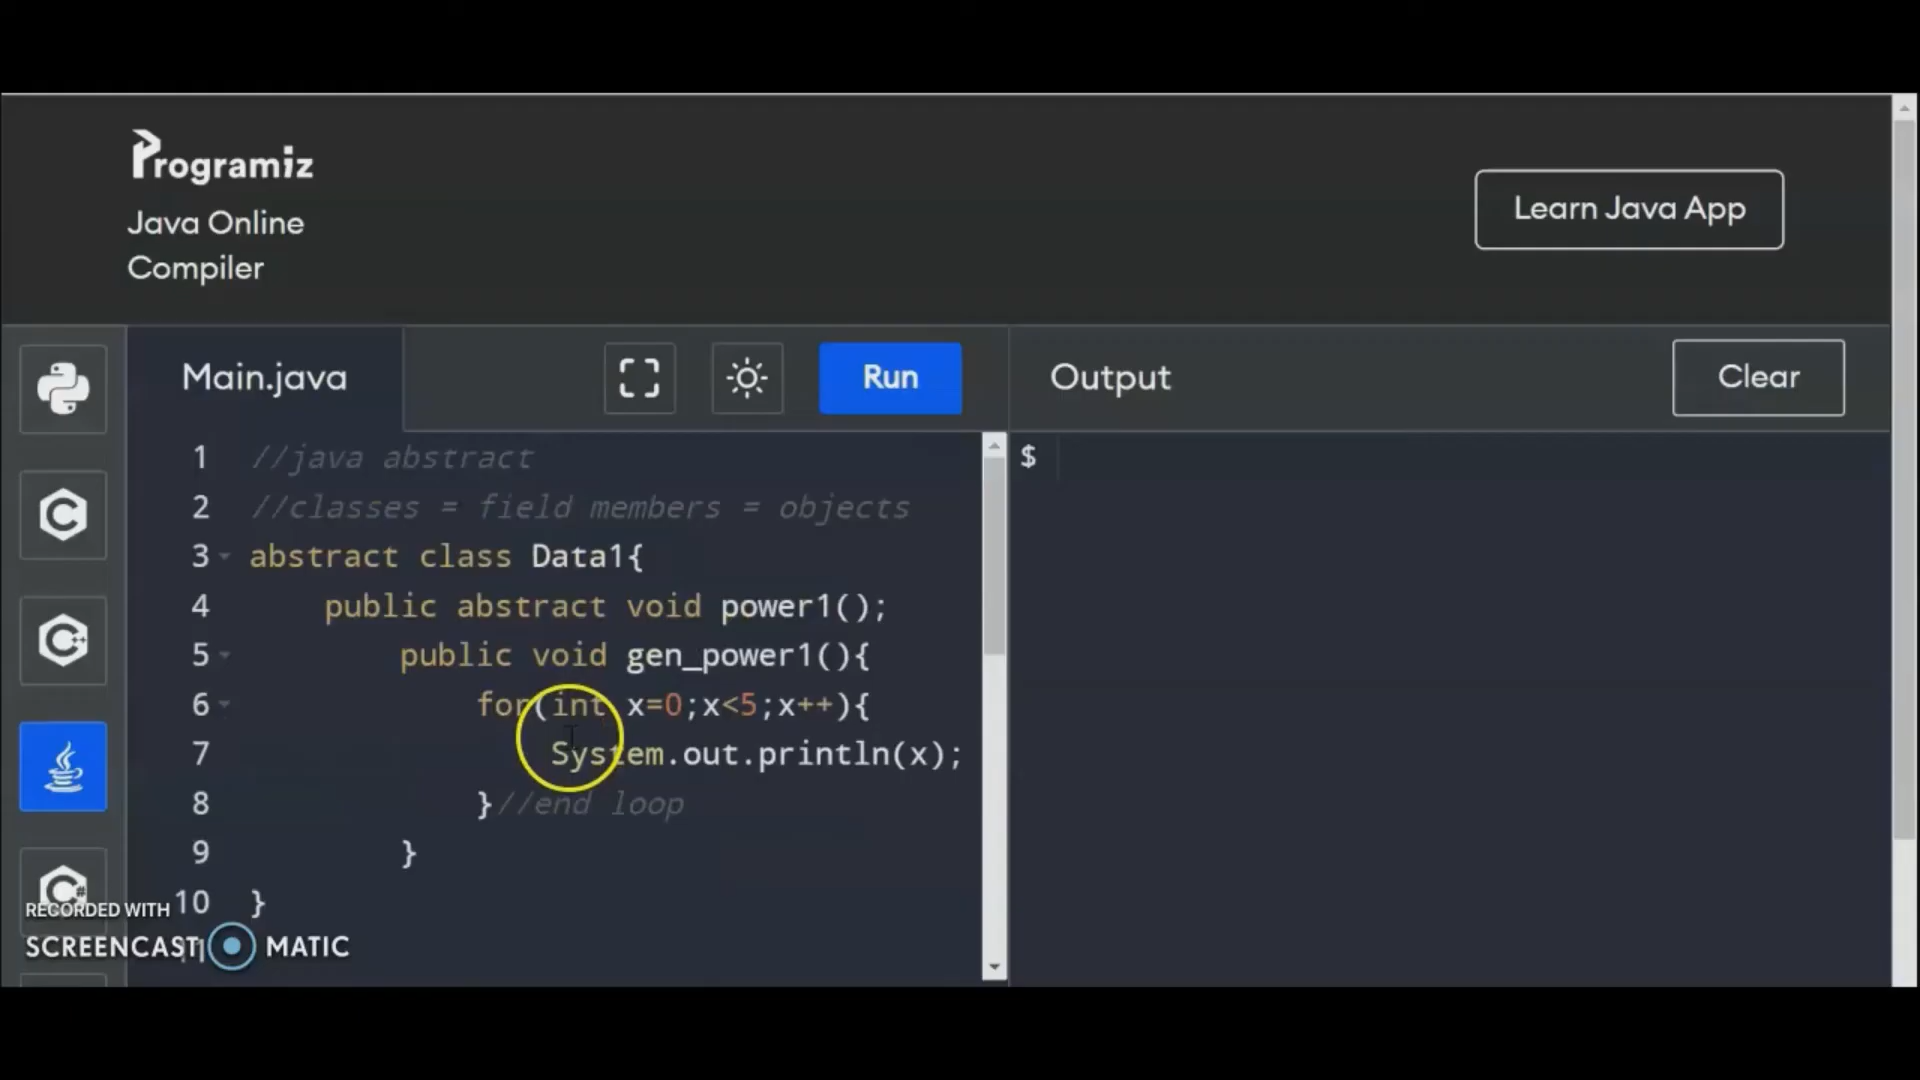 Programiz
Java Online
Compiler
Learn Java App
Main.java
Run
Output
Clear
1 //java abstract
2 //classes = field members = objects
3 abstract class Data1{
4 public abstract void power1();
5 public void gen_power1(){
6 for(int x=0;x<5;x++){
7 System.out.println(x);
8 }//end loop
9 }
10 }
11
$
RECORDED WITH
SCREENCAST MATIC